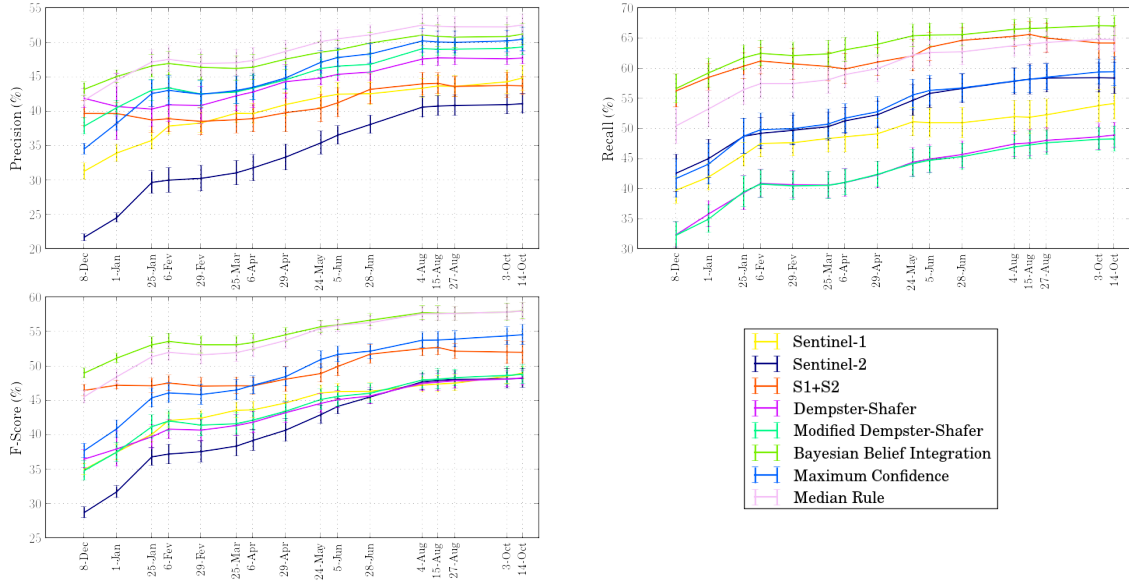 55
50
45
40
35
30
25
20
Precision (%)
8-Dec
1-Jan
25-Jan
6-Fev
29-Fev
25-Mar
6-Apr
29-Apr
24-May
5-Jun
28-Jun
4-Aug
15-Aug
27-Aug
3-Oct
14-Oct
70
65
60
55
50
45
40
35
30
Recall (%)
8-Dec
1-Jan
25-Jan
6-Fev
29-Fev
25-Mar
6-Apr
29-Apr
24-May
5-Jun
28-Jun
4-Aug
15-Aug
27-Aug
3-Oct
14-Oct
60
55
50
45
40
35
30
25
F-Score (%)
8-Dec
1-Jan
25-Jan
6-Fev
29-Fev
25-Mar
6-Apr
29-Apr
24-May
5-Jun
28-Jun
4-Aug
15-Aug
27-Aug
3-Oct
14-Oct
Sentinel-1
Sentinel-2
S1+S2
Dempster-Shafer
Modified Dempster-Shafer
Bayesian Belief Integration
Maximum Confidence
Median Rule